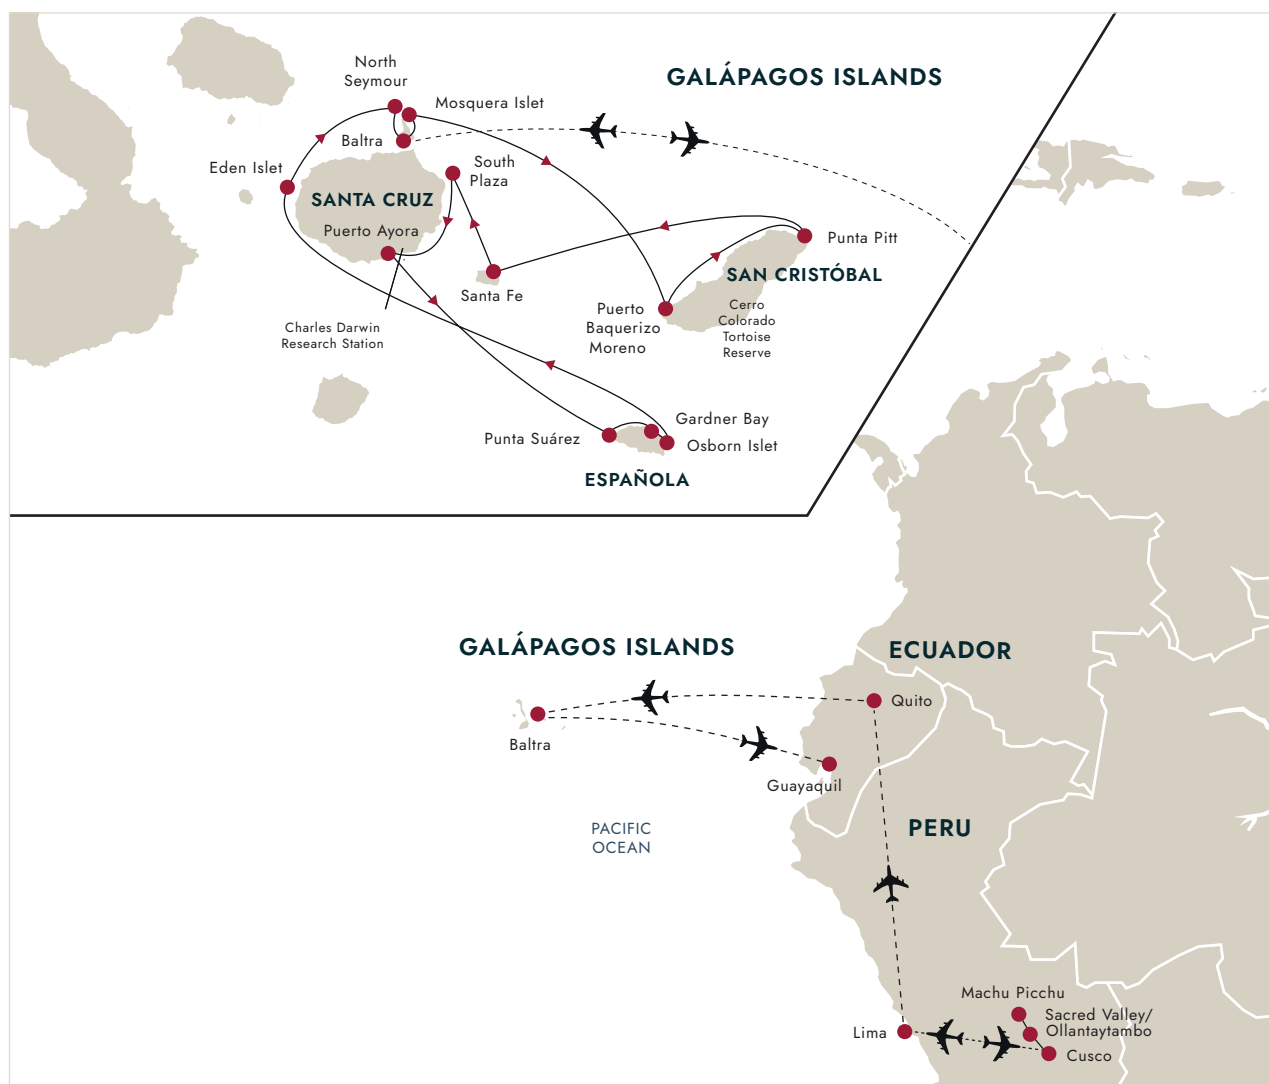 North
Seymour
GALÁPAGOS ISLANDS
Mosquera Islet
Baltra
Eden Islet
South
Plaza
SANTA CRUZ
Puerto Ayora
Punta Pitt
SAN CRISTÓBAL
Santa Fe
Puerto
Baquerizo
Moreno
Cerro
Colorado
Tortoise
Reserve
Charles Darwin
Research Station
Gardner Bay
Punta Suárez
Osborn Islet
ESPAÑOLA
GALÁPAGOS ISLANDS
ECUADOR
Quito
Baltra
Guayaquil
PACIFIC
OCEAN
PERU
Machu Picchu
Sacred Valley/
Ollantaytambo
Lima
Cusco